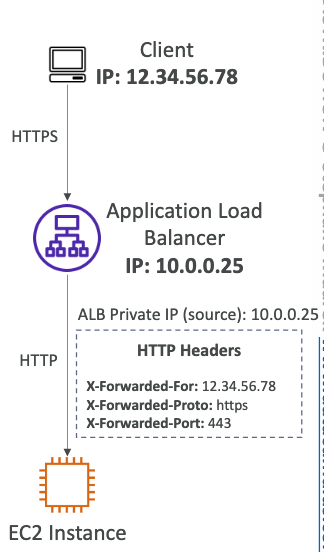 Client
IP: 12.34.56.78
HTTPS
Application Load
Balancer
IP: 10.0.0.25
ALB Private IP (source): 10.0.0.25
HTTP
HTTP Headers
X-Forwarded-For: 12.34.56.78
X-Forwarded-Proto: https
X-Forwarded-Port: 443
EC2 Instance